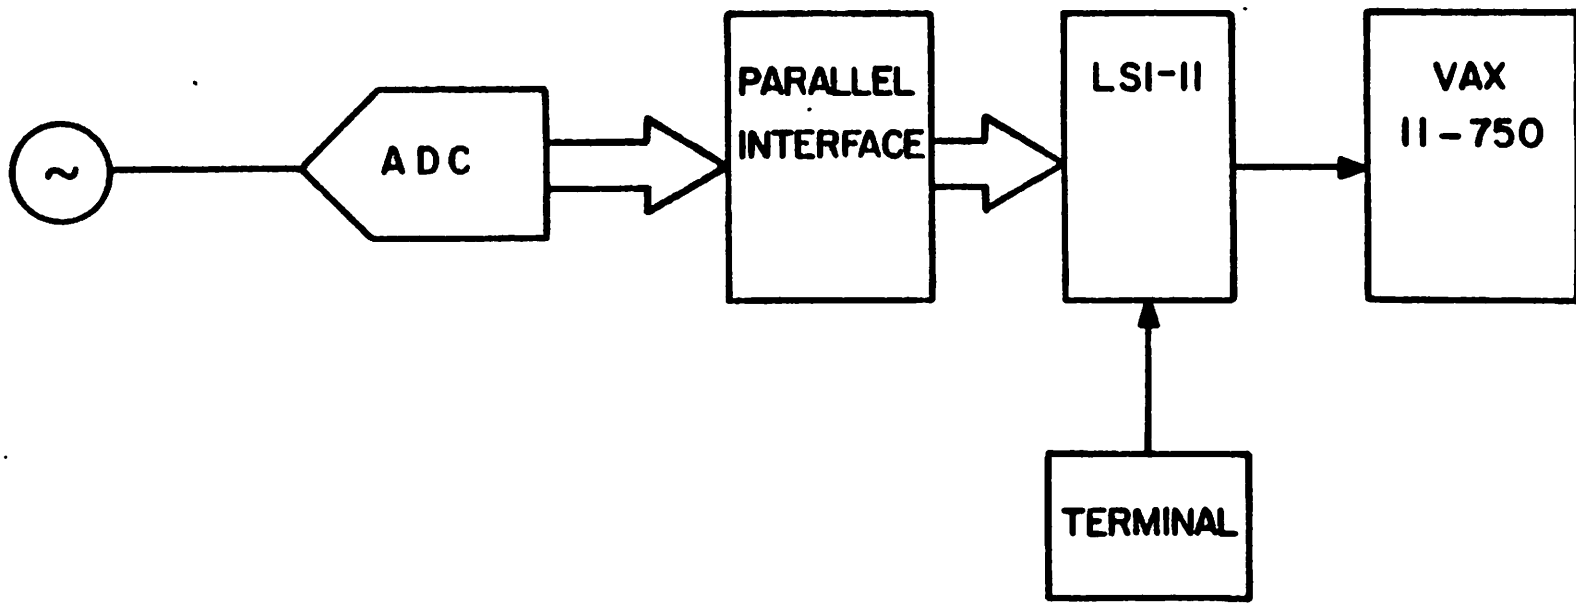 ~
ADC
PARALLEL
INTERFACE
LSI-11
VAX
11-750
TERMINAL